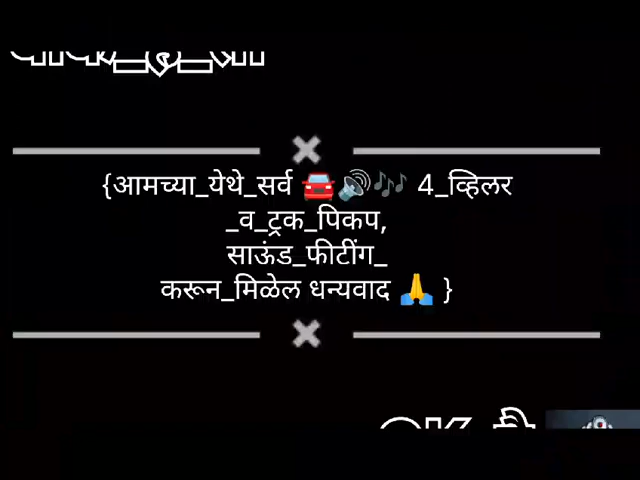 {आमच्या_येथे_सर्व 🚘🔊🎶 4_व्हिलर
_व_ट्रक_पिकप,
साऊंड_फीटींग_
करून_मिळेल धन्यवाद 🙏 }